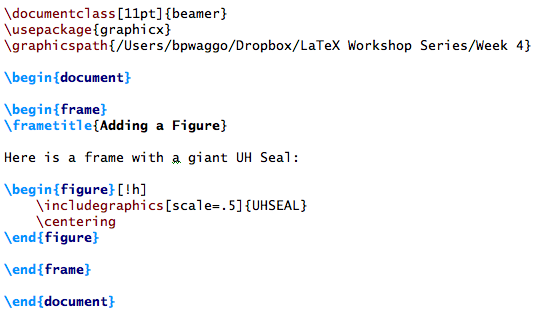 \documentclass[11pt]{beamer}
\usepackage{graphicx}
\graphicspath{/Users/bpwaggo/Dropbox/LaTeX Workshop Series/Week 4}
\begin{document}
\begin{frame}
\frametitle{Adding a Figure}
Here is a frame with a giant UH Seal:
\begin{figure}[!h]
\includegraphics[scale=.5]{UHSEAL}
\centering
\end{figure}
\end{frame}
\end{document}